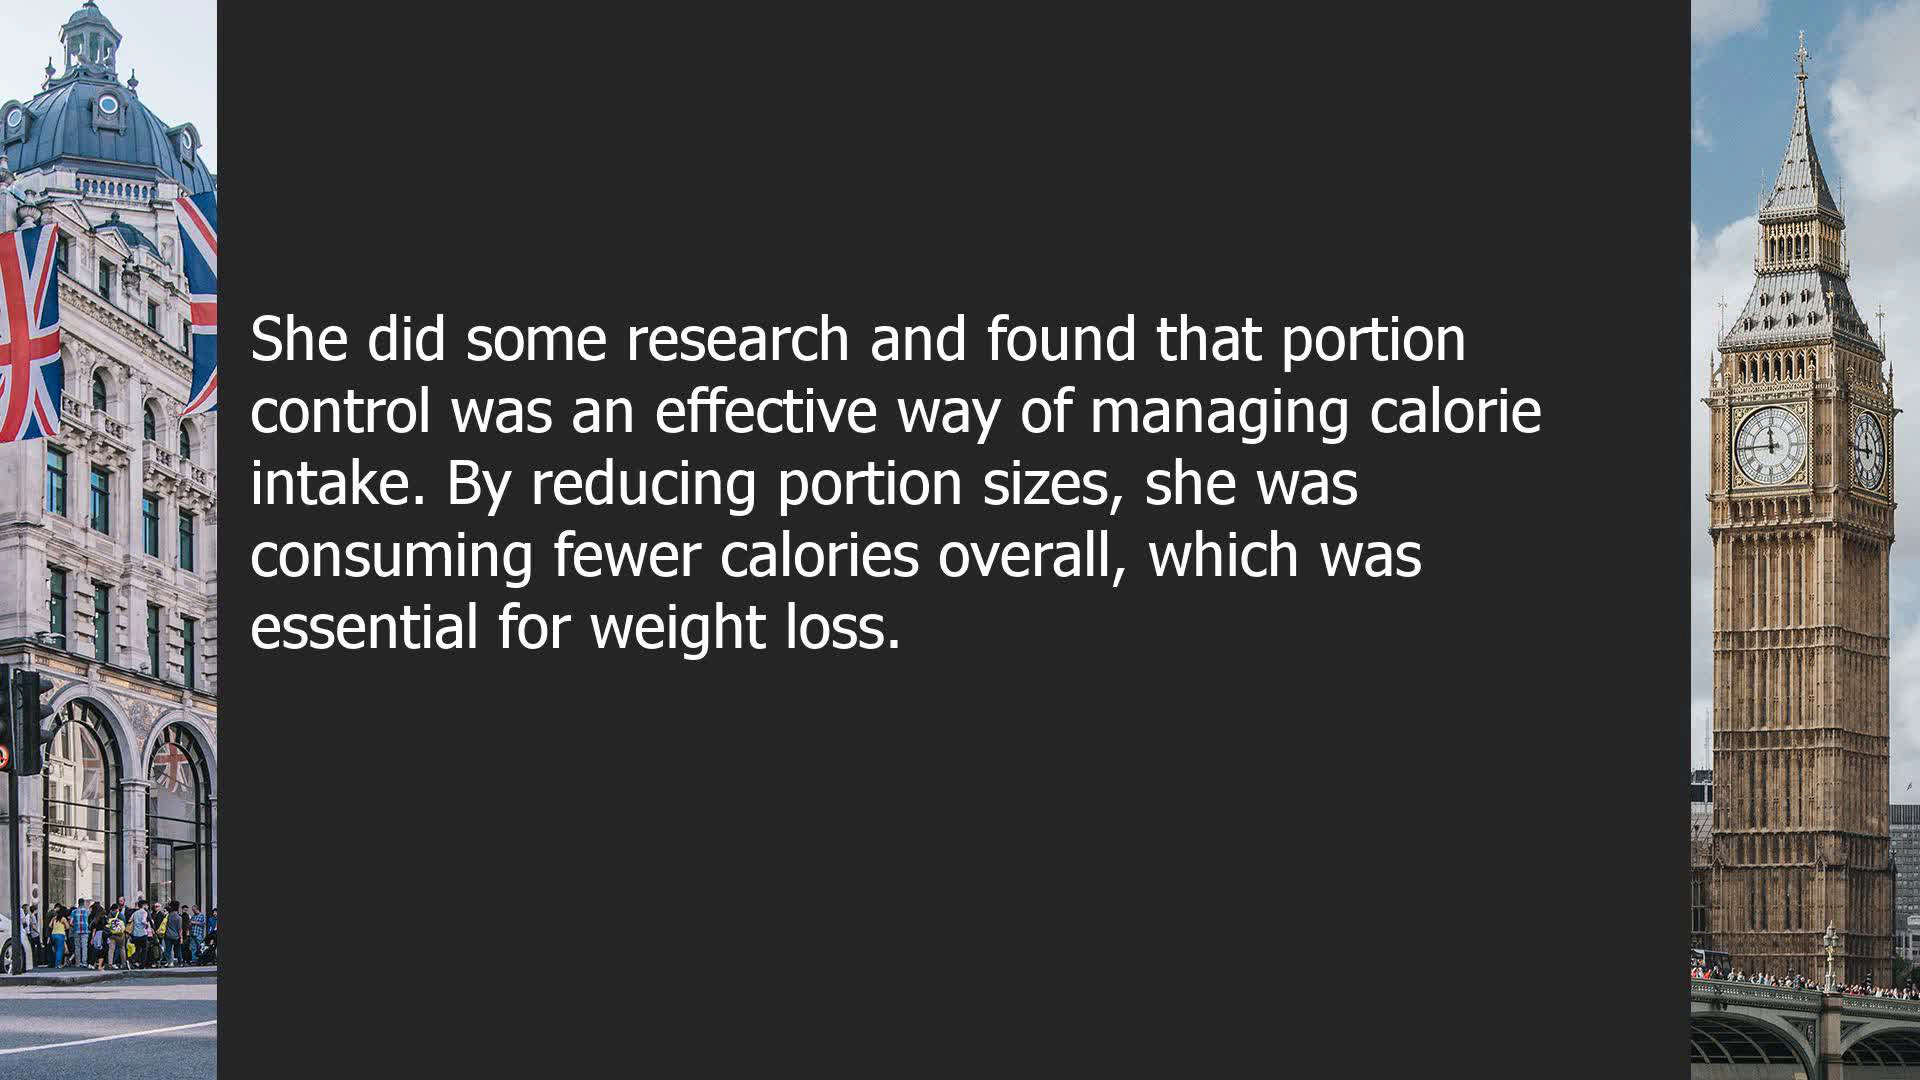 She did some research and found that portion
control was an effective way of managing calorie
intake. By reducing portion sizes, she was
consuming fewer calories overall, which was
essential for weight loss.